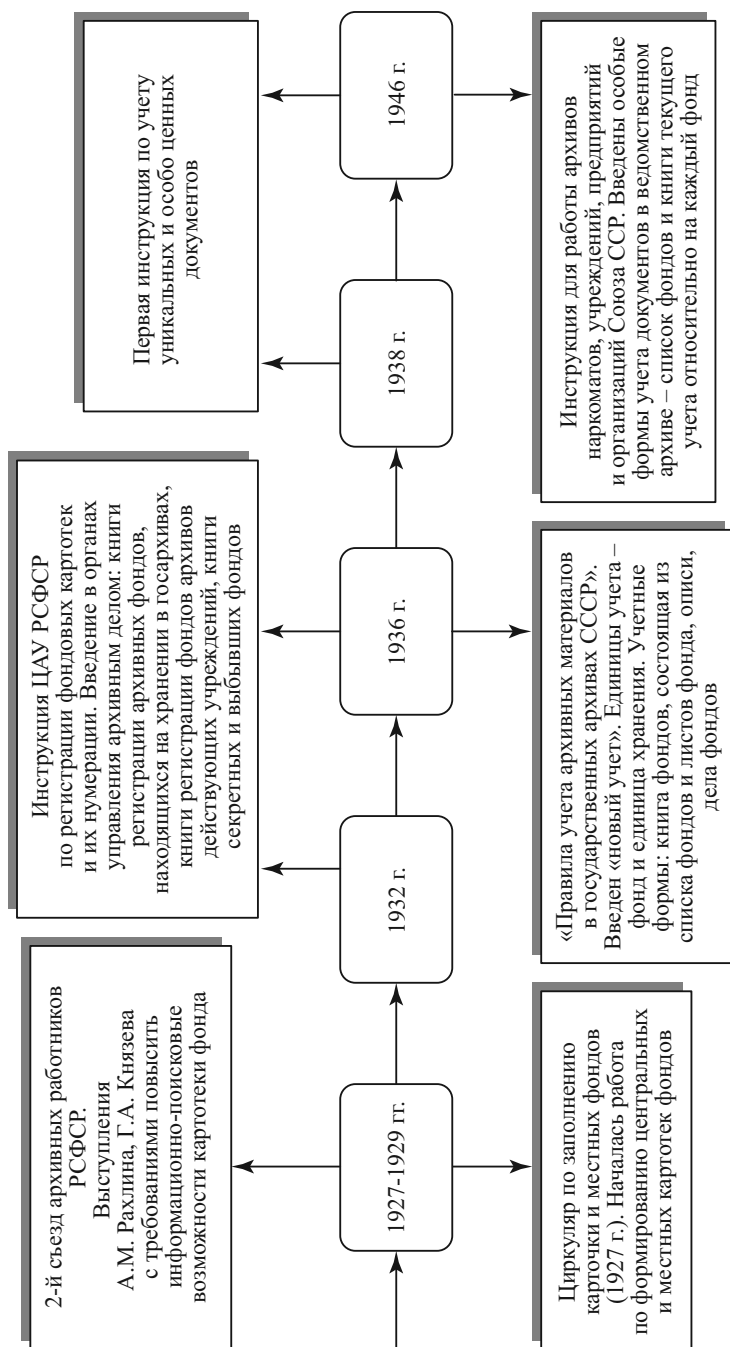 2-й съезд архивных работников
РСФСР.
Выступления
А.М. Рахлина, Г.А. Князева
с требованиями повысить
информационно-поисковые
возможности картотеки фонда
Инструкция ЦАУ РСФСР
по регистрации фондовых картотек
и их нумерации. Введение в органах
управления архивным делом: книги
регистрации архивных фондов,
находящихся на хранении в госархивах,
книги регистрации фондов архивов
действующих учреждений, книги
секретных и выбывших фондов
Первая инструкция по учету
уникальных и особо ценных
документов
1927-1929 гг.
1932 г.
1936 г.
1938 г.
1946 г.
Циркуляр по заполнению
карточки и местных фондов
(1927 г.). Началась работа
по формированию центральных
и местных картотек фондов
«Правила учета архивных материалов
в государственных архивах СССР».
Введен «новый учет». Единицы учета –
фонд и единица хранения. Учетные
формы: книга фондов, состоящая из
списка фондов и листов фонда, описи,
дела фондов
Инструкция для работы архивов
наркоматов, учреждений, предприятий
и организаций Союза ССР. Введены особые
формы учета документов в ведомственном
архиве – список фондов и книги текущего
учета относительно на каждый фонд